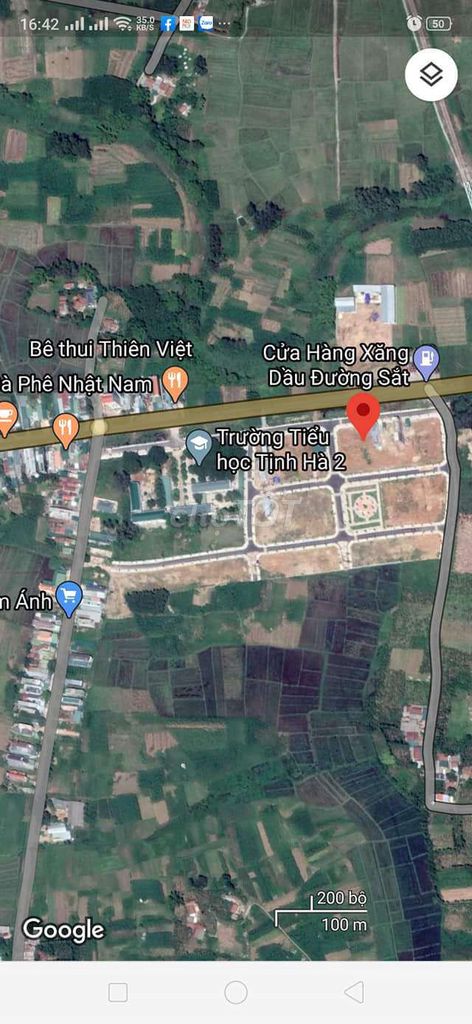 16:42 35.0 KB/S 50
Bê thui Thiên Việt
Cửa Hàng Xăng
Dầu Đường Sắt
à Phê Nhật Nam
Trường Tiểu
học Tịnh Hà 2
chợTỐT
n Ánh
200 bộ
100 m
Google